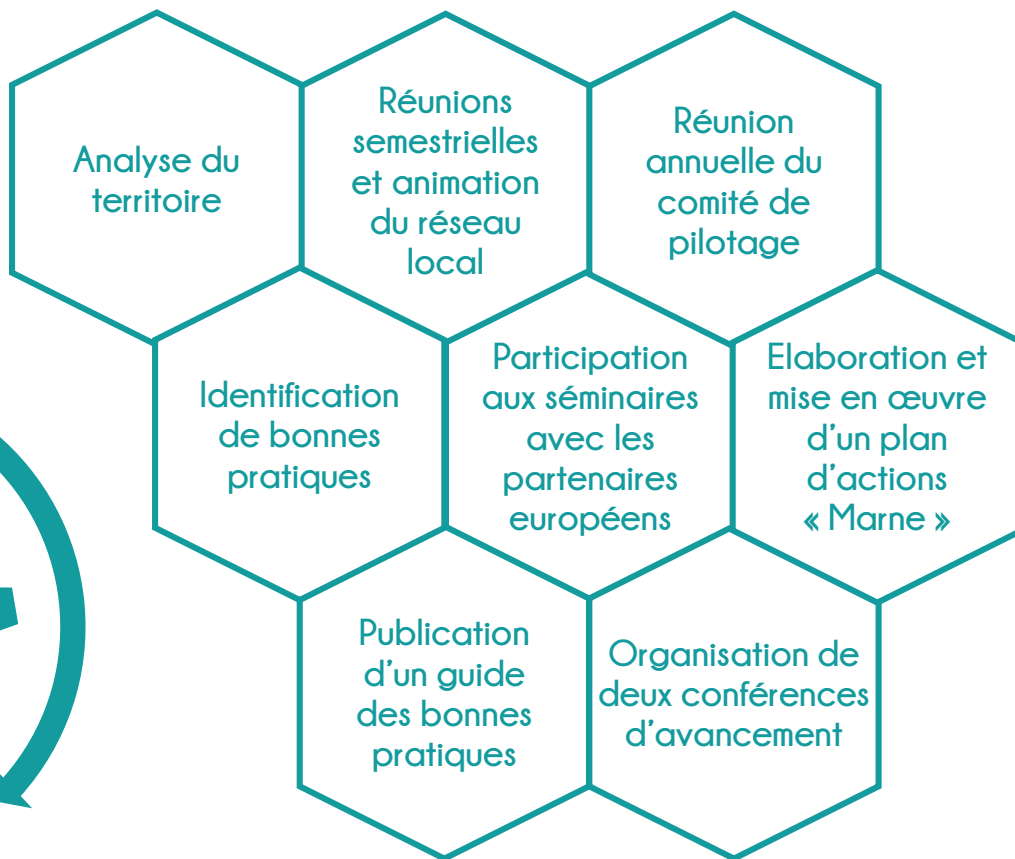 Analyse du
territoire
Réunions
semestrielles
et animation
du réseau
local
Réunion
annuelle du
comité de
pilotage
Identification
de bonnes
pratiques
Participation
aux séminaires
avec les
partenaires
européens
Elaboration et
mise en œuvre
d'un plan
d'actions
« Marne »
Publication
d'un guide
des bonnes
pratiques
Organisation de
deux conférences
d'avancement